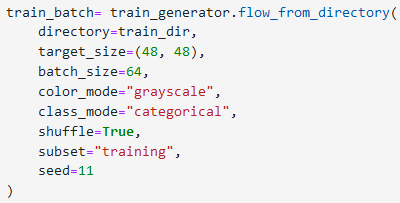 train_batch= train_generator.flow_from_directory(
    directory=train_dir,
    target_size=(48, 48),
    batch_size=64,
    color_mode="grayscale",
    class_mode="categorical",
    shuffle=True,
    subset="training",
    seed=11
)